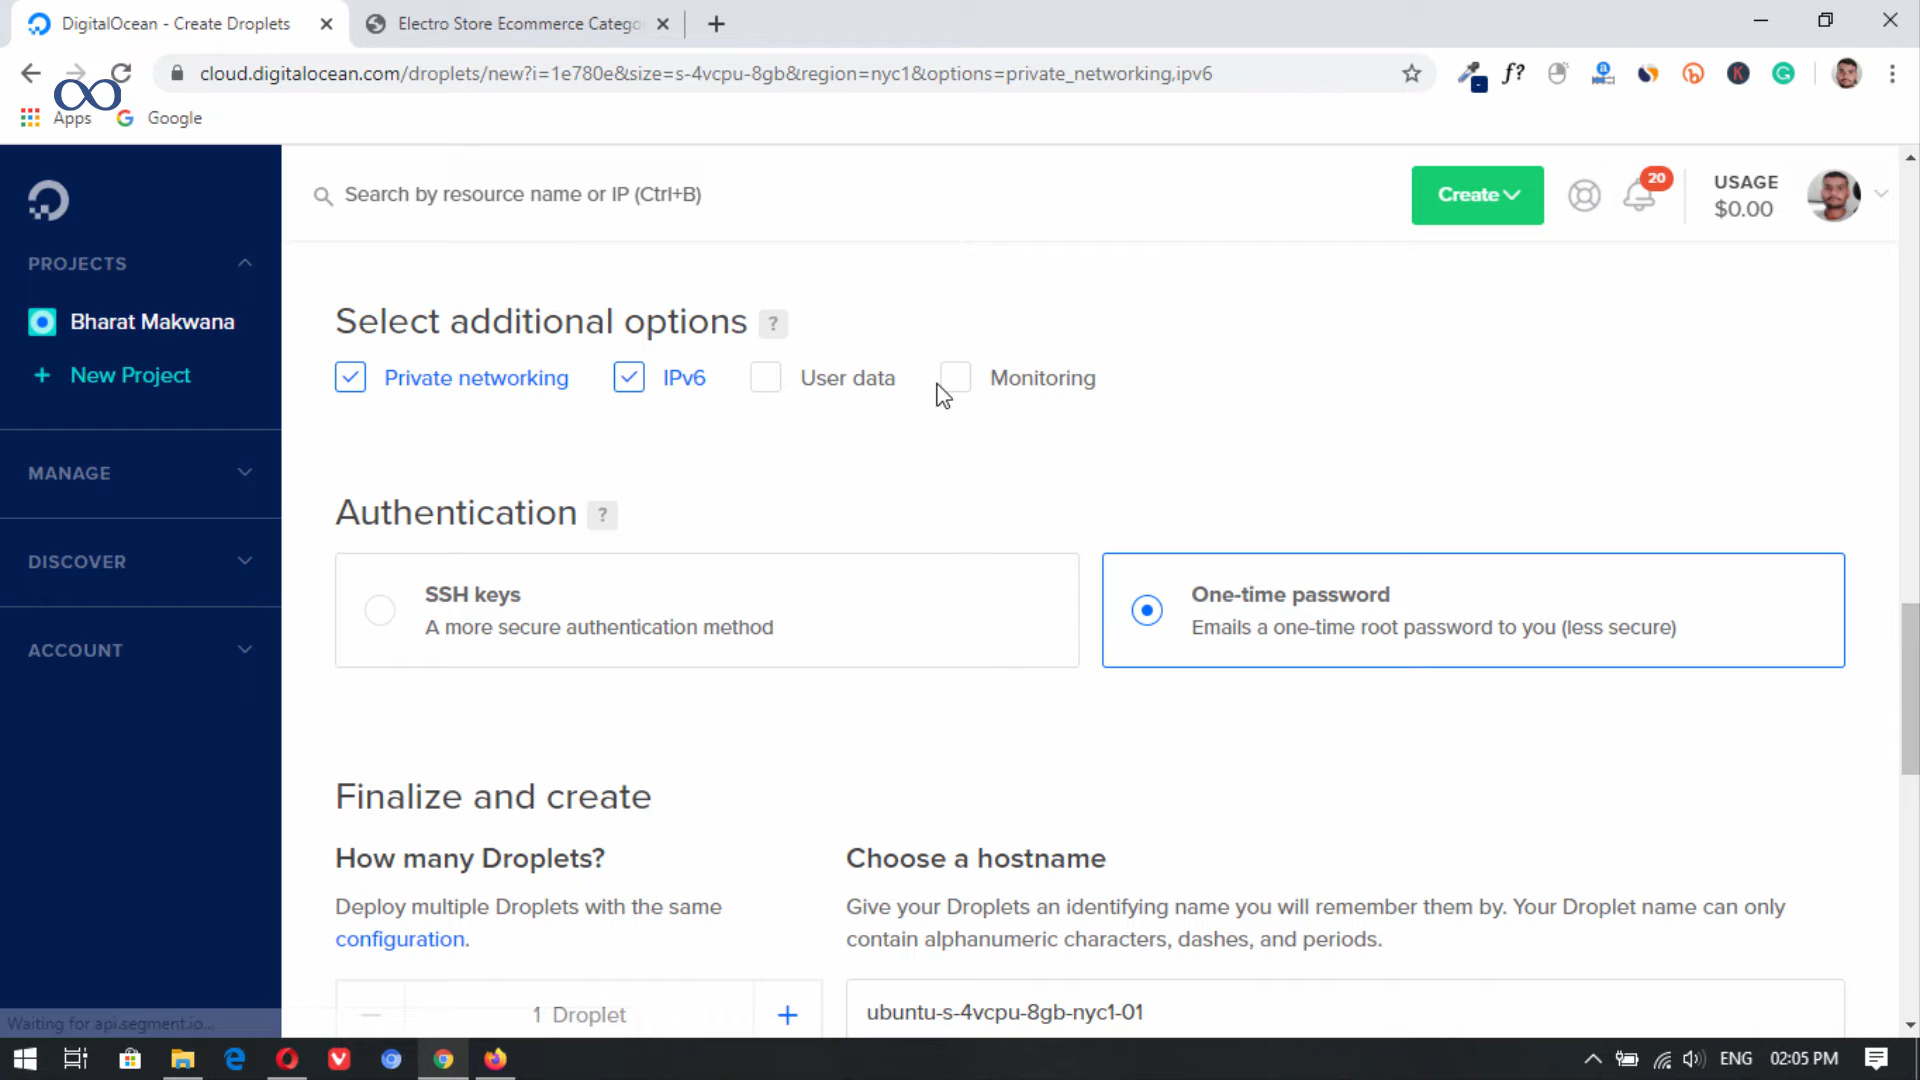 DigitalOcean - Create Droplets
Electro Store Ecommerce Catego
cloud.digitalocean.com/droplets/new?i=1e780e&size=s-4vcpu-8gb&region=nyc1&options=private_networking,ipv6
f?
Apps
Google
Search by resource name or IP (Ctrl+B)
Create
20
USAGE
$0.00
PROJECTS
Bharat Makwana
+ New Project
MANAGE
DISCOVER
ACCOUNT
Select additional options ?
Private networking
IPv6
User data
Monitoring
Authentication ?
SSH keys
A more secure authentication method
One-time password
Emails a one-time root password to you (less secure)
Finalize and create
How many Droplets?
Deploy multiple Droplets with the same
configuration.
1 Droplet
Choose a hostname
Give your Droplets an identifying name you will remember them by. Your Droplet name can only
contain alphanumeric characters, dashes, and periods.
ubuntu-s-4vcpu-8gb-nyc1-01
Waiting for api.segment.io...
ENG
02:05 PM